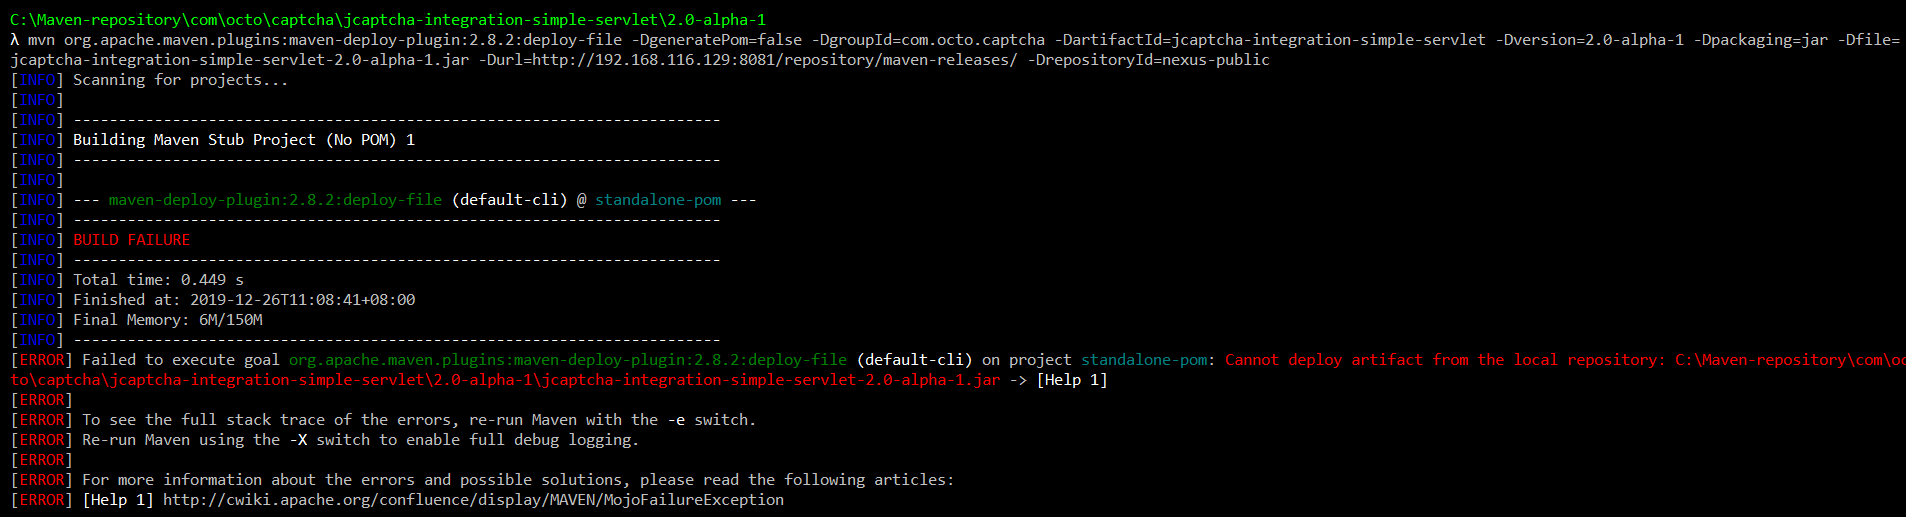 C:\Maven-repository\com\octo\captcha\jcaptcha-integration-simple-servlet\2.0-alpha-1
λ mvn org.apache.maven.plugins:maven-deploy-plugin:2.8.2:deploy-file -DgeneratePom=false -DgroupId=com.octo.captcha -DartifactId=jcaptcha-integration-simple-servlet -Dversion=2.0-alpha-1 -Dpackaging=jar -Dfile=
jcaptcha-integration-simple-servlet-2.0-alpha-1.jar -Durl=http://192.168.116.129:8081/repository/maven-releases/ -DrepositoryId=nexus-public
[INFO] Scanning for projects...
[INFO]
[INFO] ------------------------------------------------------------------------
[INFO] Building Maven Stub Project (No POM) 1
[INFO] ------------------------------------------------------------------------
[INFO]
[INFO] --- maven-deploy-plugin:2.8.2:deploy-file (default-cli) @ standalone-pom ---
[INFO] ------------------------------------------------------------------------
[INFO] BUILD FAILURE
[INFO] ------------------------------------------------------------------------
[INFO] Total time: 0.449 s
[INFO] Finished at: 2019-12-26T11:08:41+08:00
[INFO] Final Memory: 6M/150M
[INFO] ------------------------------------------------------------------------
[ERROR] Failed to execute goal org.apache.maven.plugins:maven-deploy-plugin:2.8.2:deploy-file (default-cli) on project standalone-pom: Cannot deploy artifact from the local repository: C:\Maven-repository\com\oc
to\captcha\jcaptcha-integration-simple-servlet\2.0-alpha-1\jcaptcha-integration-simple-servlet-2.0-alpha-1.jar -> [Help 1]
[ERROR]
[ERROR] To see the full stack trace of the errors, re-run Maven with the -e switch.
[ERROR] Re-run Maven using the -X switch to enable full debug logging.
[ERROR]
[ERROR] For more information about the errors and possible solutions, please read the following articles:
[ERROR] [Help 1] http://cwiki.apache.org/confluence/display/MAVEN/MojoFailureException